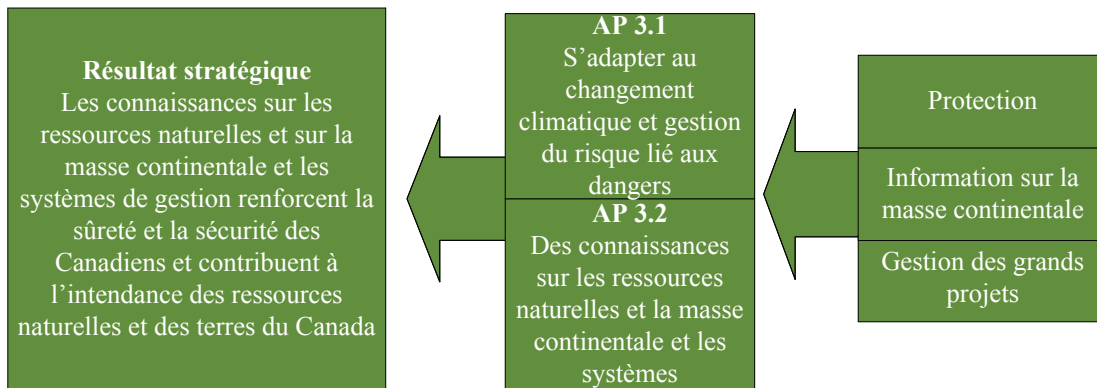 Résultat stratégique
Les connaissances sur les
ressources naturelles et sur la
masse continentale et les
systèmes de gestion renforcent la
sûreté et la sécurité des
Canadiens et contribuent à
l’intendance des ressources
naturelles et des terres du Canada
AP 3.1
S’adapter au
changement
climatique et gestion
du risque lié aux
dangers
AP 3.2
Des connaissances
sur les ressources
naturelles et la masse
continentale et les
systèmes
Protection
Information sur la
masse continentale
Gestion des grands
projets